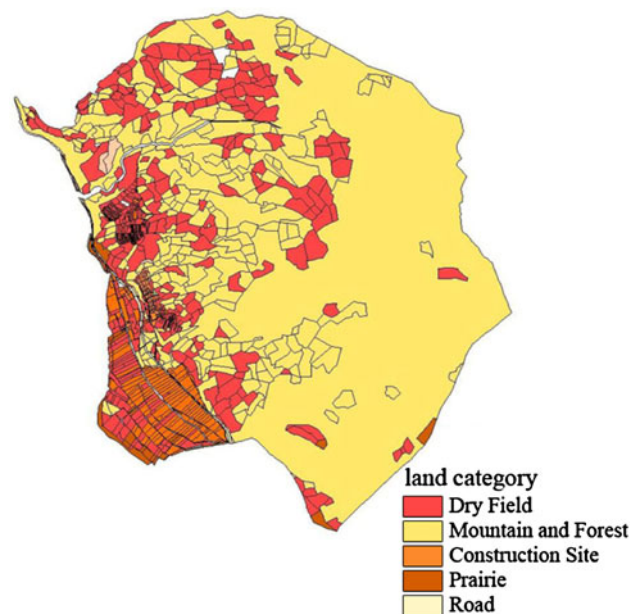 land category
Dry Field
Mountain and Forest
Construction Site
Prairie
Road